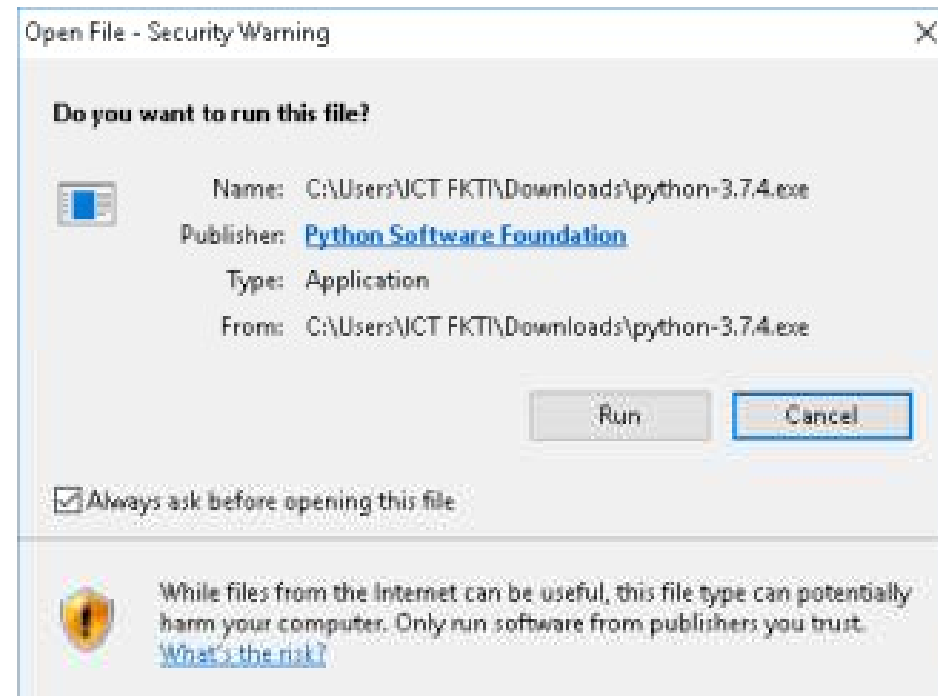 Open File - Security Warning
Do you want to run this file?
Name: C:\Users\ICT FKTI\Downloads\python-3.7.4.exe
Publisher: Python Software Foundation
Type: Application
From: C:\Users\ICT FKTI\Downloads\python-3.7.4.exe
Run Cancel
Always ask before opening this file
While files from the Internet can be useful, this file type can potentially
harm your computer. Only run software from publishers you trust.
What's the risk?